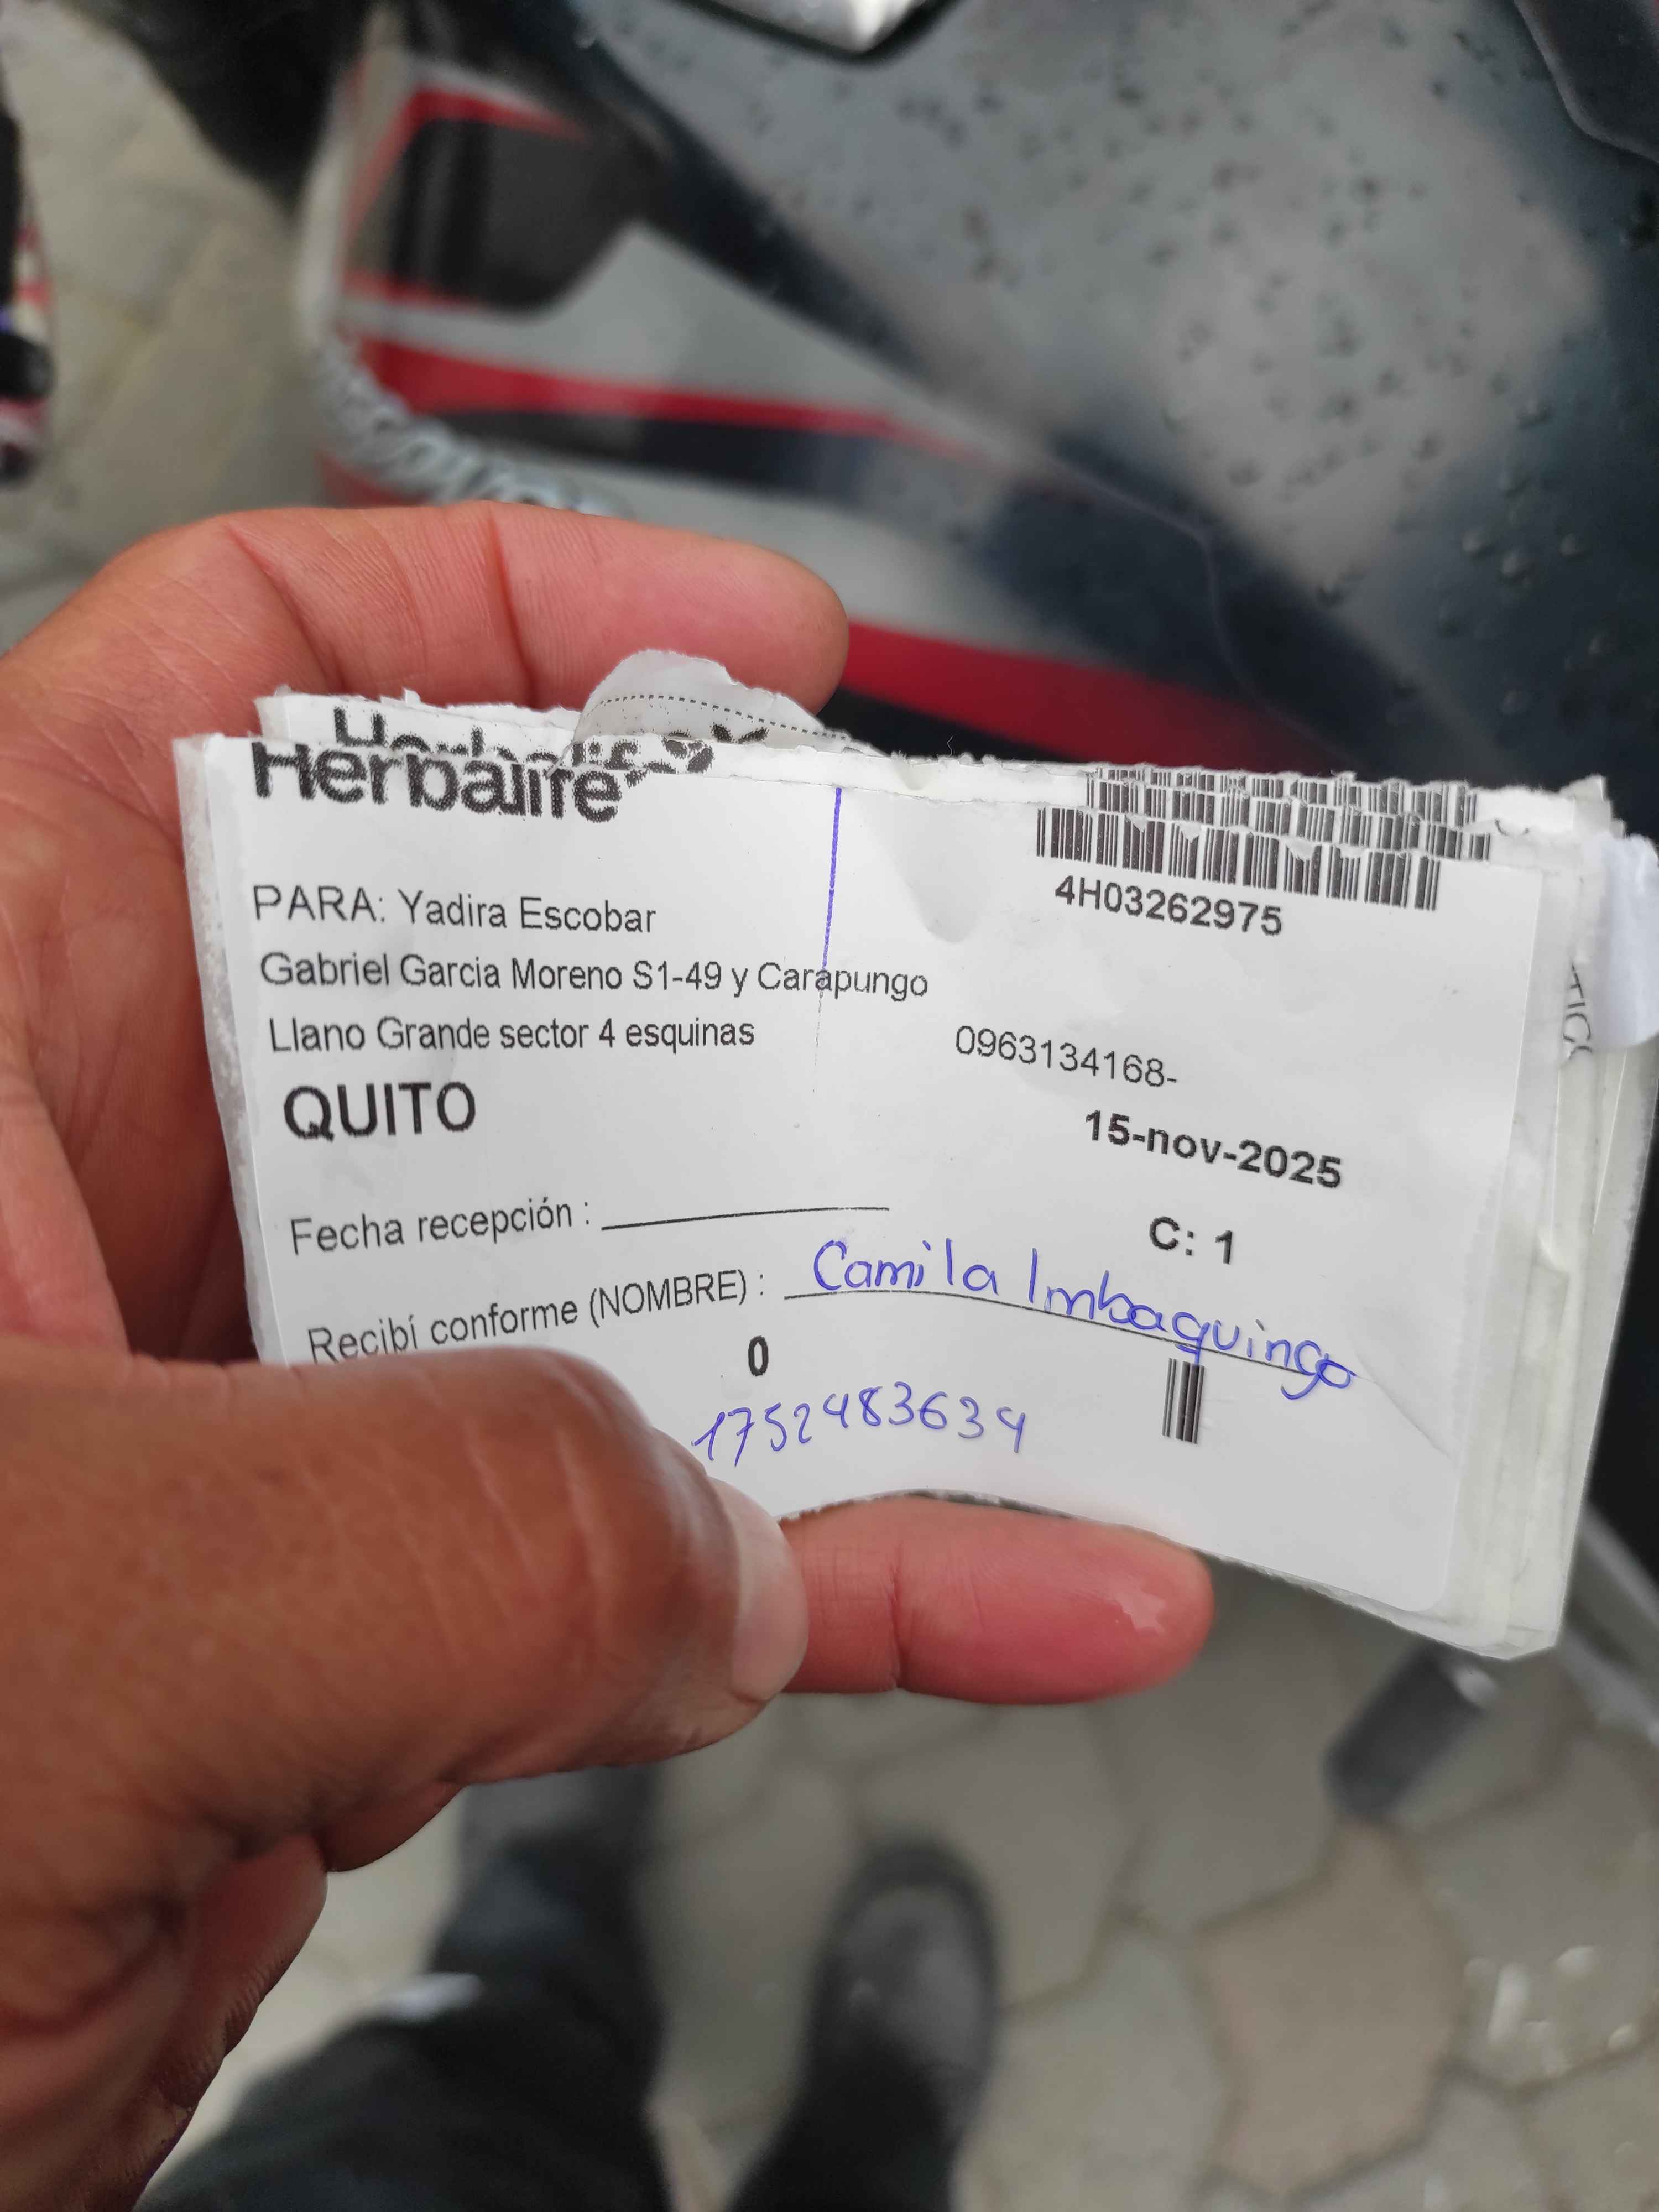 Herbalife
4H03262975
PARA: Yadira Escobar
Gabriel Garcia Moreno S1-49 y Carapungo
Llano Grande sector 4 esquinas
0963134168-
QUITO
15-nov-2025
Fecha recepción :
C: 1
Recibí conforme (NOMBRE) : Camila Imbaquingo
0
1752483634